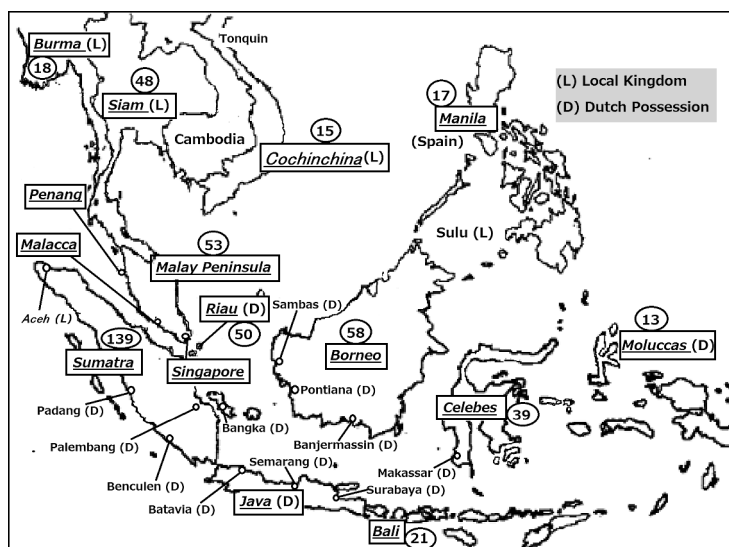 Tonquin
Burma (L)
18
48
Siam (L)
Cambodia
15
Cochinchina (L)
17
Manila
(Spain)
(L) Local Kingdom
(D) Dutch Possession
Penang
Malacca
53
Malay Peninsula
Sulu (L)
Aceh (L)
Riau (D)
50
Sambas (D)
139
Sumatra
Singapore
58
Borneo
13
Moluccas (D)
Padang (D)
Pontiana (D)
Bangka (D)
Celebes
39
Palembang (D)
Banjermassin (D)
Benculen (D)
Semarang (D)
Makassar (D)
Batavia (D)
Java (D)
Surabaya (D)
Bali
21